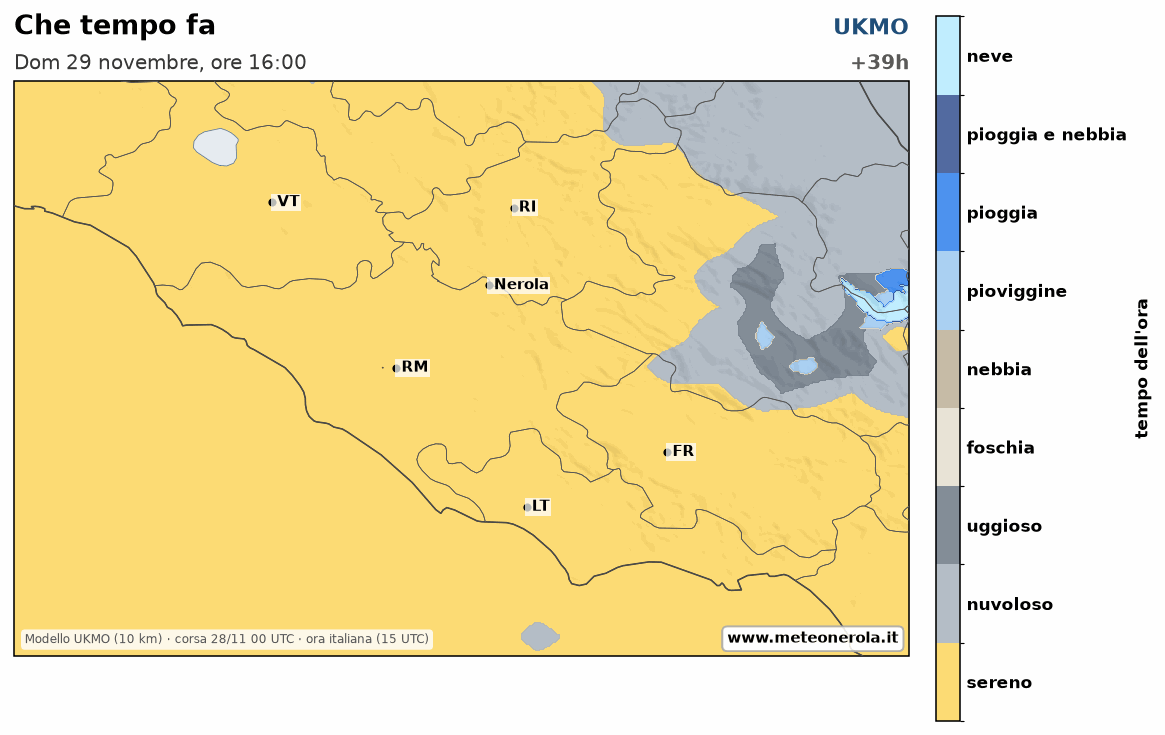 Che tempo fa
UKMO
Dom 29 novembre, ore 16:00
+39h
VT
RI
Nerola
RM
FR
LT
Modello UKMO (10 km) · corsa 28/11 00 UTC · ora italiana (15 UTC)
www.meteonerola.it
neve
pioggia e nebbia
pioggia
pioviggine
nebbia
foschia
uggioso
nuvoloso
sereno
tempo dell'ora